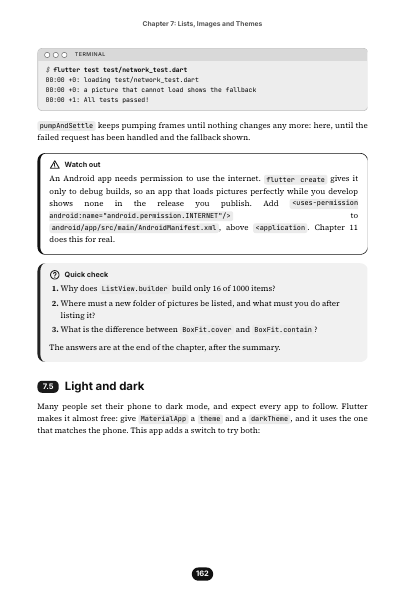 Chapter 7: Lists, Images and Themes
TERMINAL
$ flutter test test/network_test.dart
00:00 +0: loading test/network_test.dart
00:00 +0: a picture that cannot load shows the fallback
00:00 +1: All tests passed!
pumpAndSettle keeps pumping frames until nothing changes any more: here, until the
failed request has been handled and the fallback shown.
Watch out
An Android app needs permission to use the internet. flutter create gives it
only to debug builds, so an app that loads pictures perfectly while you develop
shows none in the release you publish. Add <uses-permission
android:name="android.permission.INTERNET"/> to
android/app/src/main/AndroidManifest.xml, above <application. Chapter 11
does this for real.
Quick check
1. Why does ListView.builder build only 16 of 1000 items?
2. Where must a new folder of pictures be listed, and what must you do after
listing it?
3. What is the difference between BoxFit.cover and BoxFit.contain?
The answers are at the end of the chapter, after the summary.
7.5 Light and dark
Many people set their phone to dark mode, and expect every app to follow. Flutter
makes it almost free: give MaterialApp a theme and a darkTheme, and it uses the one
that matches the phone. This app adds a switch to try both:
162